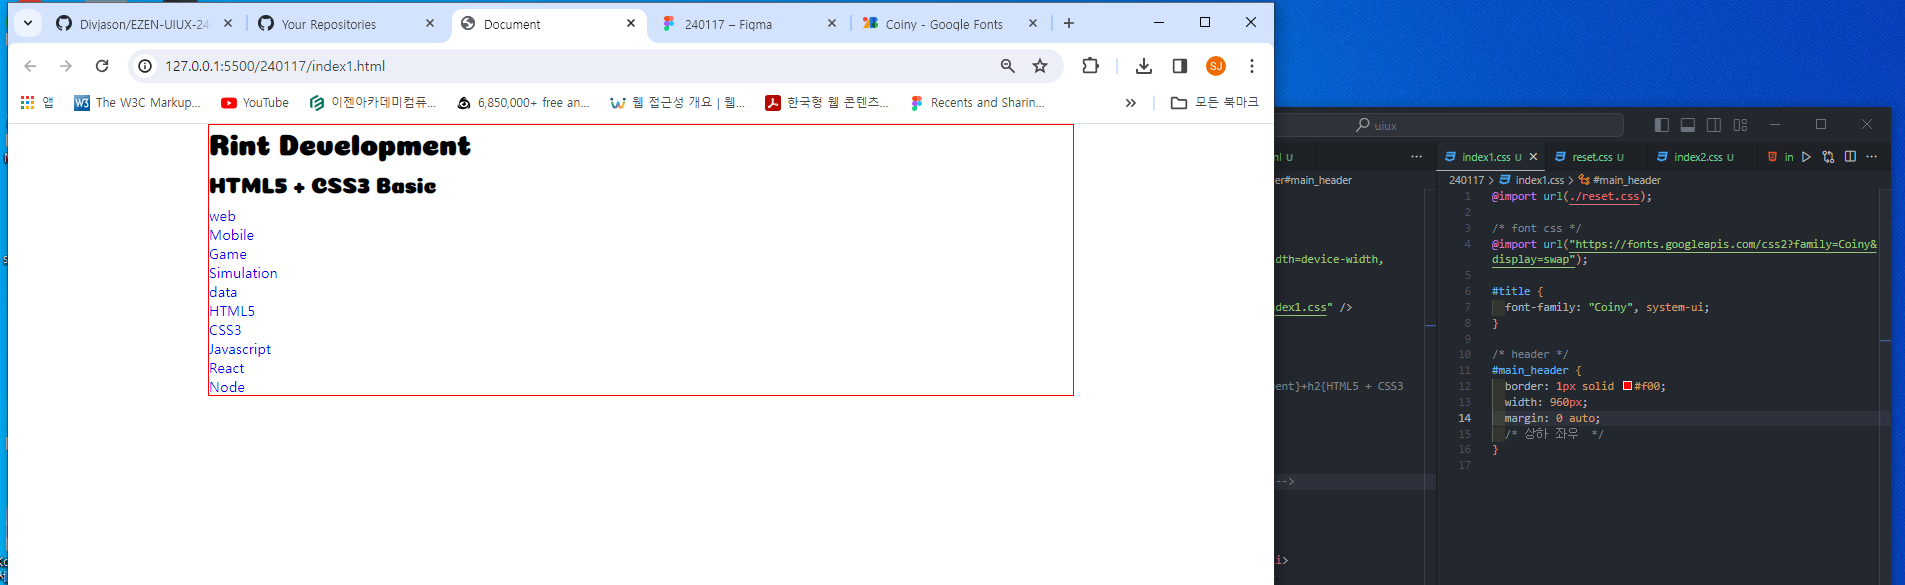 Divjason/EZEN-UIUX-24
Your Repositories
Document
240117 – Figma
Coiny - Google Fonts
127.0.0.1:5500/240117/index1.html
SJ
앱
W3
The W3C Markup...
YouTube
이젠아카데미컴퓨...
6,850,000+ free an...
웹 접근성 개요 | 웹...
한국형 웹 콘텐츠...
Recents and Sharin...
모든 북마크
Rint Development
HTML5 + CSS3 Basic
web
Mobile
Game
Simulation
data
HTML5
CSS3
Javascript
React
Node
uiux
ml U
index1.css U
reset.css U
index2.css U
in
er#main_header
240117 > index1.css > #main_header
idth=device-width,
ndex1.css" />
ent}+h2{HTML5 + CSS3
-->
i>
1 @import url(./reset.css);
2
3 /* font css */
4 @import url("https://fonts.googleapis.com/css2?family=Coiny&
display=swap");
5
6 #title {
7 font-family: "Coiny", system-ui;
8 }
9
10 /* header */
11 #main_header {
12 border: 1px solid #f00;
13 width: 960px;
14 margin: 0 auto;
15 /* 상하 좌우  */
16 }
17